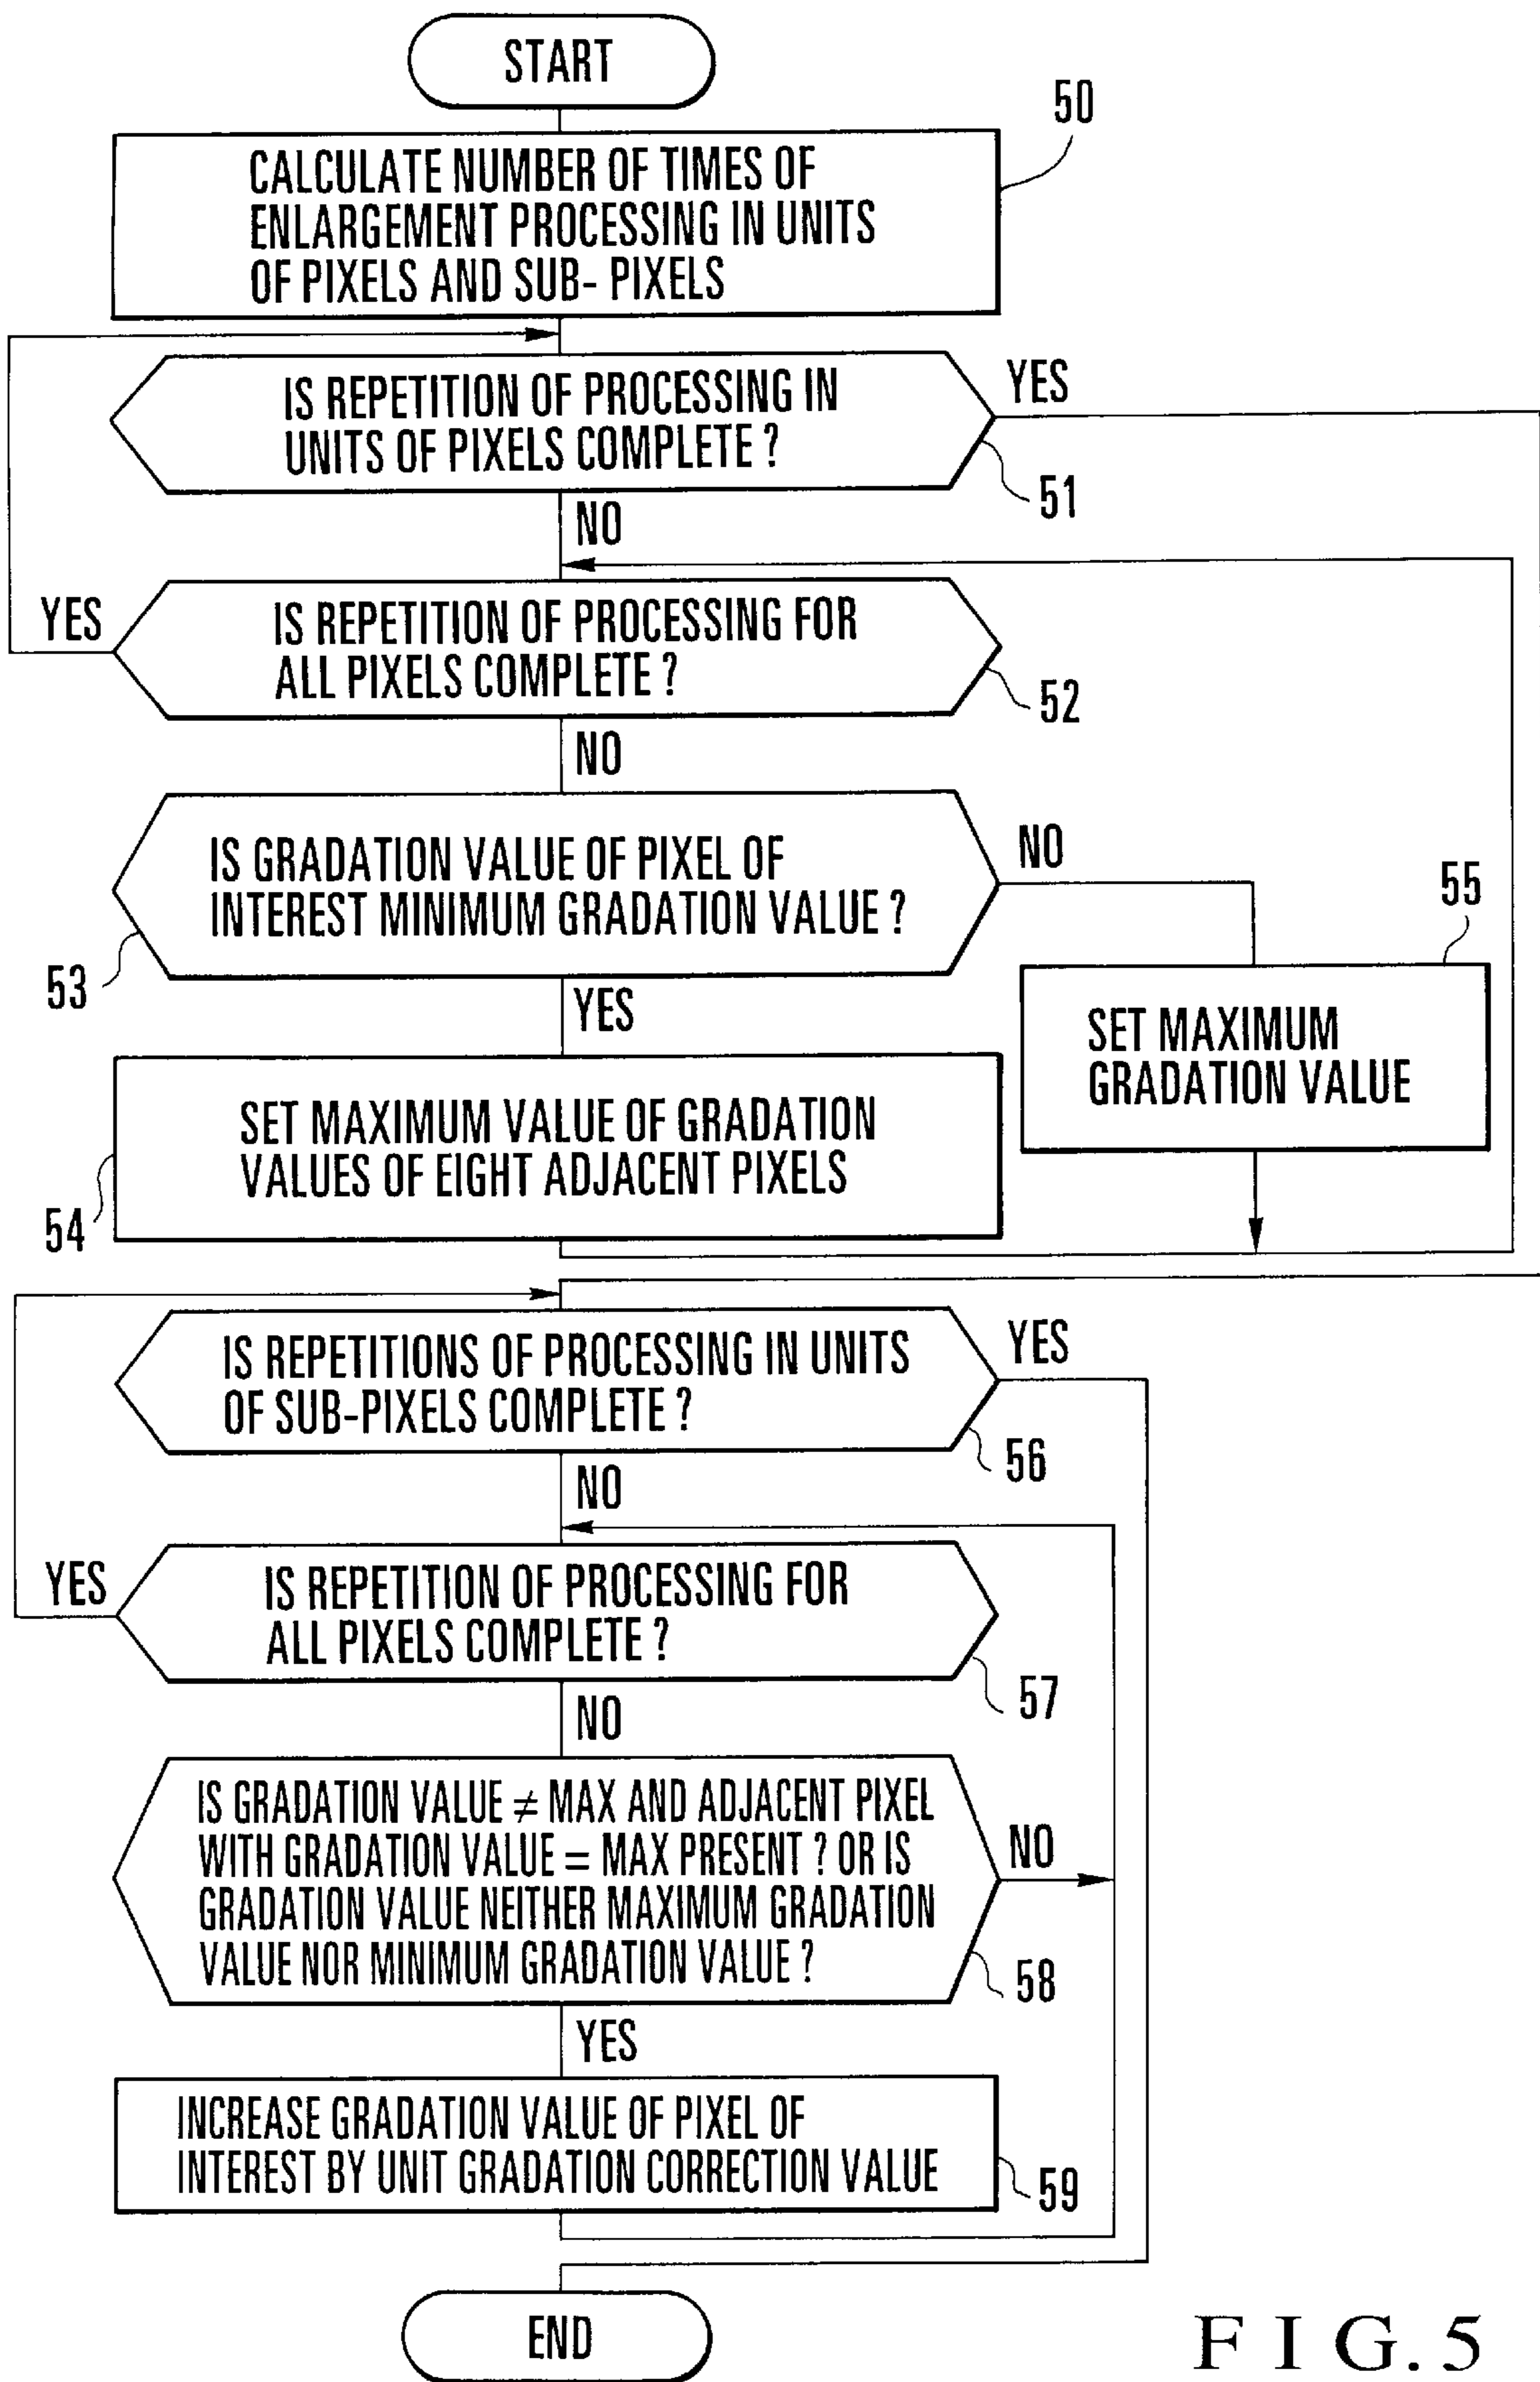 START
50
CALCULATE NUMBER OF TIMES OF
ENLARGEMENT PROCESSING IN UNITS
OF PIXELS AND SUB- PIXELS
IS REPETITION OF PROCESSING IN
UNITS OF PIXELS COMPLETE ?
YES
51
NO
YES
IS REPETITION OF PROCESSING FOR
ALL PIXELS COMPLETE ?
52
NO
IS GRADATION VALUE OF PIXEL OF
INTEREST MINIMUM GRADATION VALUE ?
NO
53
55
YES
SET MAXIMUM
GRADATION VALUE
SET MAXIMUM VALUE OF GRADATION
VALUES OF EIGHT ADJACENT PIXELS
54
IS REPETITIONS OF PROCESSING IN UNITS
OF SUB-PIXELS COMPLETE ?
YES
56
NO
YES
IS REPETITION OF PROCESSING FOR
ALL PIXELS COMPLETE ?
57
NO
IS GRADATION VALUE ≠ MAX AND ADJACENT PIXEL
WITH GRADATION VALUE = MAX PRESENT ? OR IS
GRADATION VALUE NEITHER MAXIMUM GRADATION
VALUE NOR MINIMUM GRADATION VALUE ?
NO
58
YES
INCREASE GRADATION VALUE OF PIXEL OF
INTEREST BY UNIT GRADATION CORRECTION VALUE
59
END
FIG.5